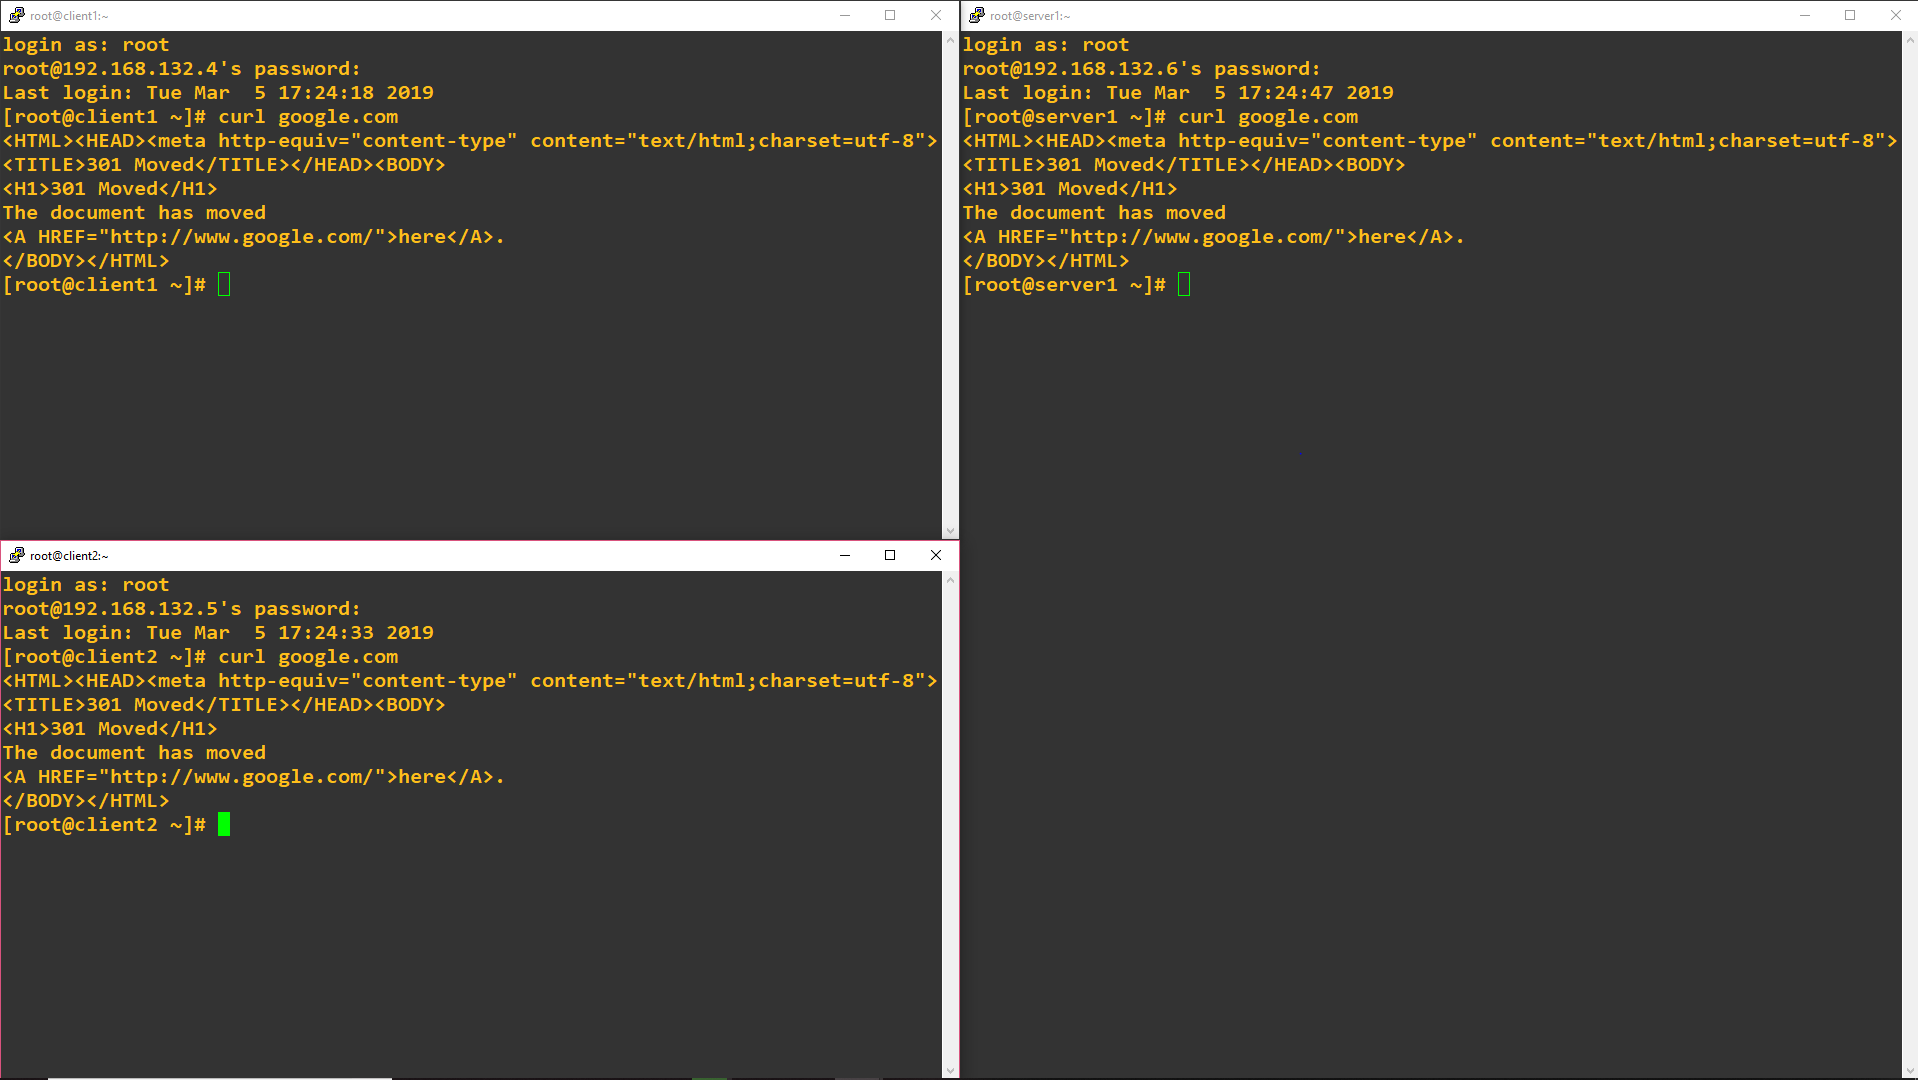 root@client1:~
login as: root
root@192.168.132.4's password:
Last login: Tue Mar  5 17:24:18 2019
[root@client1 ~]# curl google.com
<HTML><HEAD><meta http-equiv="content-type" content="text/html;charset=utf-8">
<TITLE>301 Moved</TITLE></HEAD><BODY>
<H1>301 Moved</H1>
The document has moved
<A HREF="http://www.google.com/">here</A>.
</BODY></HTML>
[root@client1 ~]#
root@client2:~
login as: root
root@192.168.132.5's password:
Last login: Tue Mar  5 17:24:33 2019
[root@client2 ~]# curl google.com
<HTML><HEAD><meta http-equiv="content-type" content="text/html;charset=utf-8">
<TITLE>301 Moved</TITLE></HEAD><BODY>
<H1>301 Moved</H1>
The document has moved
<A HREF="http://www.google.com/">here</A>.
</BODY></HTML>
[root@client2 ~]#
root@server1:~
login as: root
root@192.168.132.6's password:
Last login: Tue Mar  5 17:24:47 2019
[root@server1 ~]# curl google.com
<HTML><HEAD><meta http-equiv="content-type" content="text/html;charset=utf-8">
<TITLE>301 Moved</TITLE></HEAD><BODY>
<H1>301 Moved</H1>
The document has moved
<A HREF="http://www.google.com/">here</A>.
</BODY></HTML>
[root@server1 ~]#